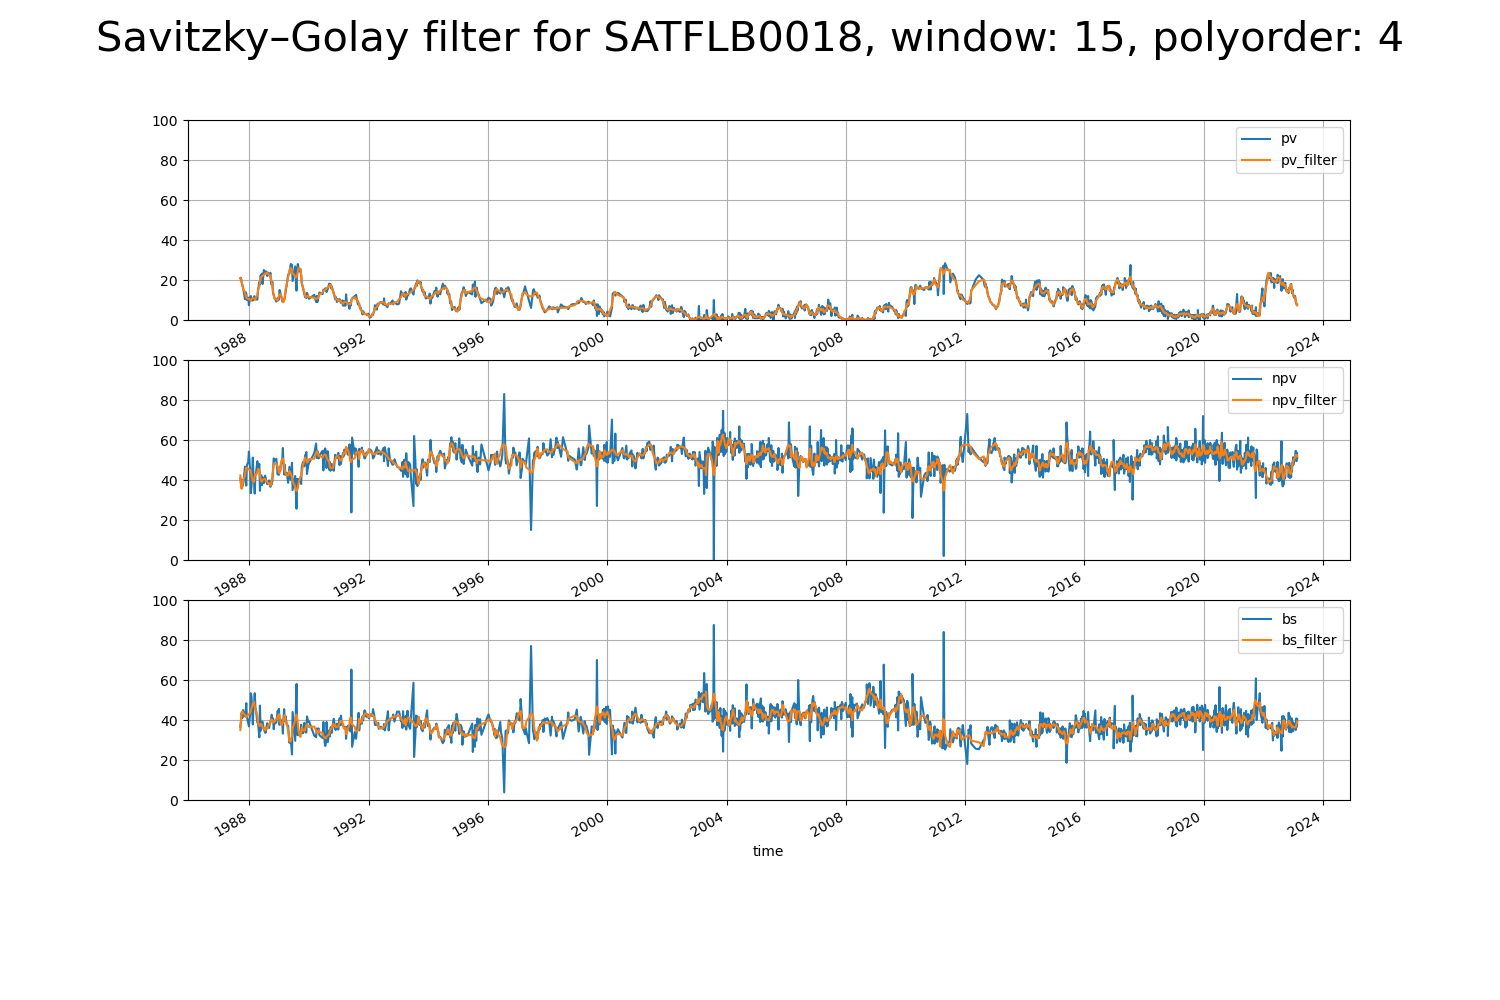 Savitzky–Golay filter for SATFLB0018, window: 15, polyorder: 4
100
80
60
40
20
0
pv
pv_filter
1988 1992 1996 2000 2004 2008 2012 2016 2020 2024
100
80
60
40
20
0
npv
npv_filter
1988 1992 1996 2000 2004 2008 2012 2016 2020 2024
100
80
60
40
20
0
bs
bs_filter
1988 1992 1996 2000 2004 2008 2012 2016 2020 2024
time